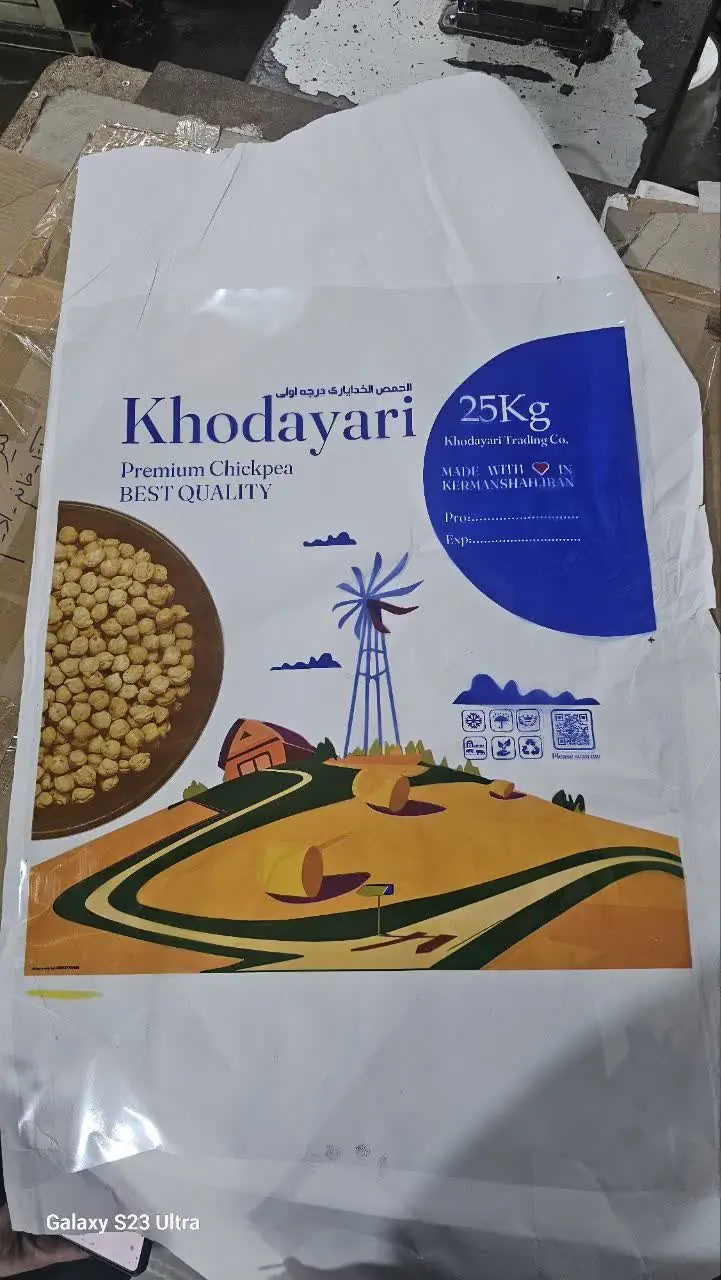 الحمص الخدایاری درجه اولی
Khodayari
Premium Chickpea
BEST QUALITY
25Kg
Khodayari Trading Co.
MADE WITH IN
KERMANSHAH.IRAN
Pro:............................
Exp:............................
Please scan me
Galaxy S23 Ultra